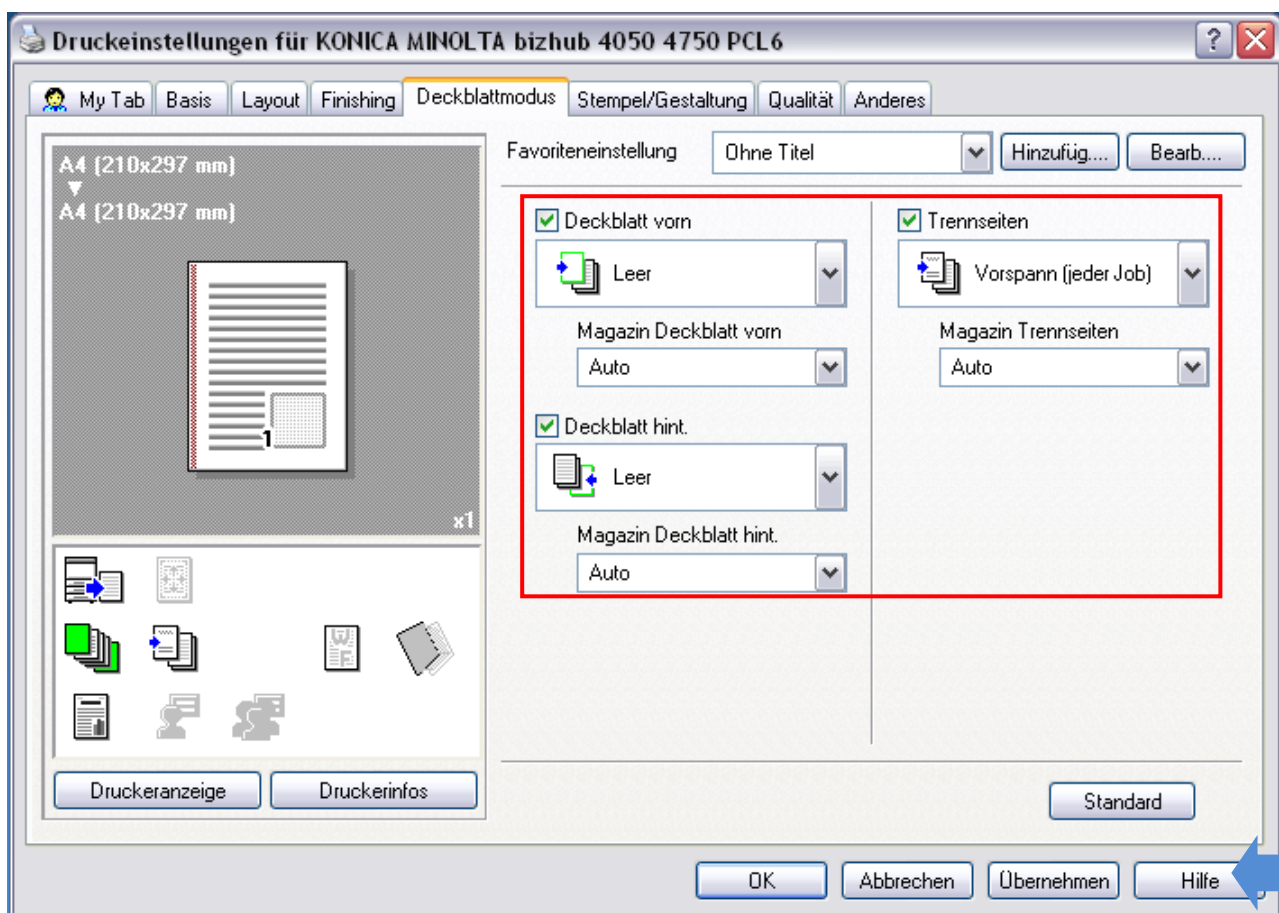 Druckeinstellungen für KONICA MINOLTA bizhub 4050 4750 PCL6
My Tab Basis Layout Finishing Deckblattmodus Stempel/Gestaltung Qualität Anderes
A4 (210x297 mm)
A4 (210x297 mm)
1
x1
Druckeranzeige Druckerinfos
Favoriteneinstellung Ohne Titel Hinzufüg.... Bearb....
Deckblatt vorn
Leer
Magazin Deckblatt vorn
Auto
Deckblatt hint.
Leer
Magazin Deckblatt hint.
Auto
Trennseiten
Vorspann (jeder Job)
Magazin Trennseiten
Auto
Standard
OK Abbrechen Übernehmen Hilfe